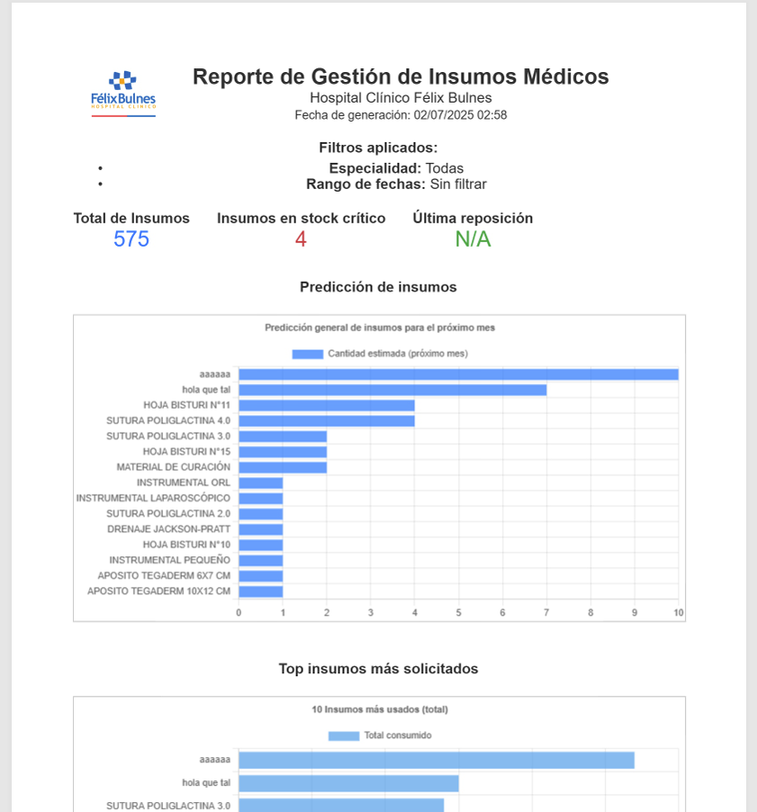 FélixBulnes
HOSPITAL CLÍNICO
Reporte de Gestión de Insumos Médicos
Hospital Clínico Félix Bulnes
Fecha de generación: 02/07/2025 02:58
Filtros aplicados:
• Especialidad: Todas
• Rango de fechas: Sin filtrar
Total de Insumos Insumos en stock crítico Última reposición
575 4 N/A
Predicción de insumos
Predicción general de insumos para el próximo mes
Cantidad estimada (próximo mes)
aaaaaa
hola que tal
HOJA BISTURI N°11
SUTURA POLIGLACTINA 4.0
SUTURA POLIGLACTINA 3.0
HOJA BISTURI N°15
MATERIAL DE CURACIÓN
INSTRUMENTAL ORL
INSTRUMENTAL LAPAROSCÓPICO
SUTURA POLIGLACTINA 2.0
DRENAJE JACKSON-PRATT
HOJA BISTURI N°10
INSTRUMENTAL PEQUEÑO
APOSITO TEGADERM 6X7 CM
APOSITO TEGADERM 10X12 CM
0 1 2 3 4 5 6 7 8 9 10
Top insumos más solicitados
10 Insumos más usados (total)
Total consumido
aaaaaa
hola que tal
SUTURA POLIGLACTINA 3.0